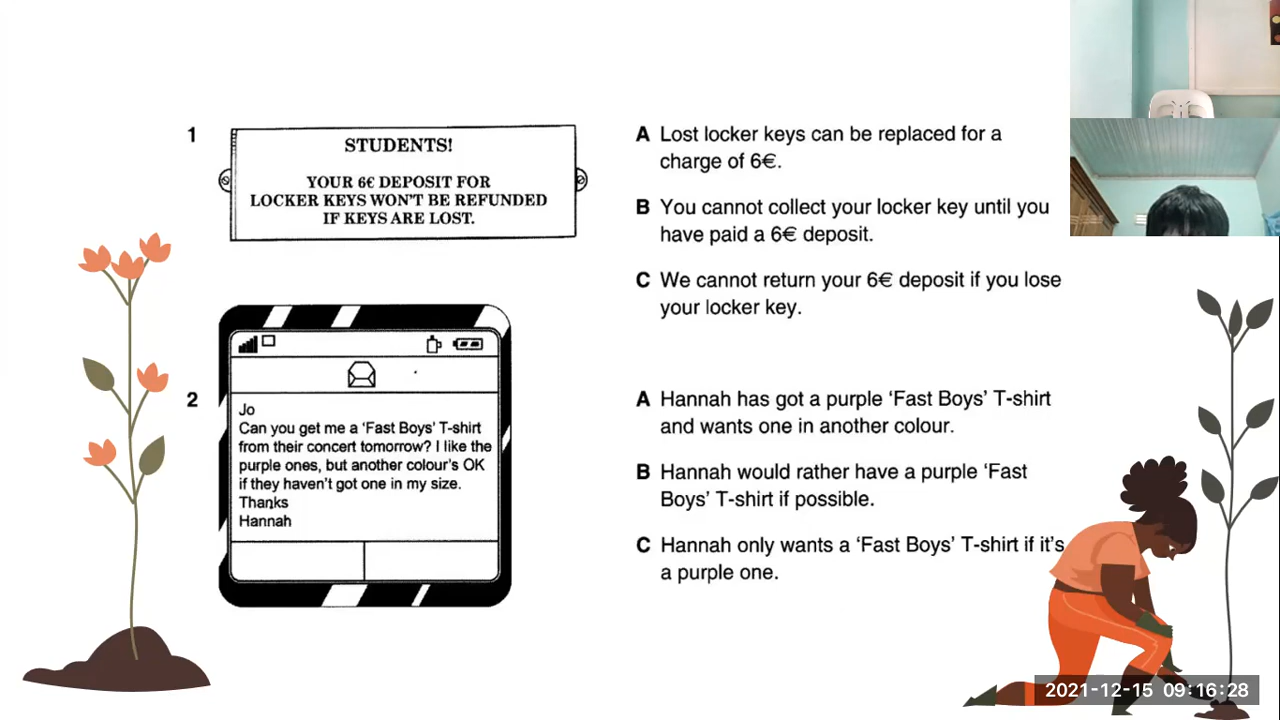 1
STUDENTS!
YOUR 6€ DEPOSIT FOR
LOCKER KEYS WON'T BE REFUNDED
IF KEYS ARE LOST.
A Lost locker keys can be replaced for a
charge of 6€.
B You cannot collect your locker key until you
have paid a 6€ deposit.
C We cannot return your 6€ deposit if you lose
your locker key.
2
Jo
Can you get me a 'Fast Boys' T-shirt
from their concert tomorrow? I like the
purple ones, but another colour's OK
if they haven't got one in my size.
Thanks
Hannah
A Hannah has got a purple 'Fast Boys' T-shirt
and wants one in another colour.
B Hannah would rather have a purple 'Fast
Boys' T-shirt if possible.
C Hannah only wants a 'Fast Boys' T-shirt if it's
a purple one.
2021-12-15 09:16:28